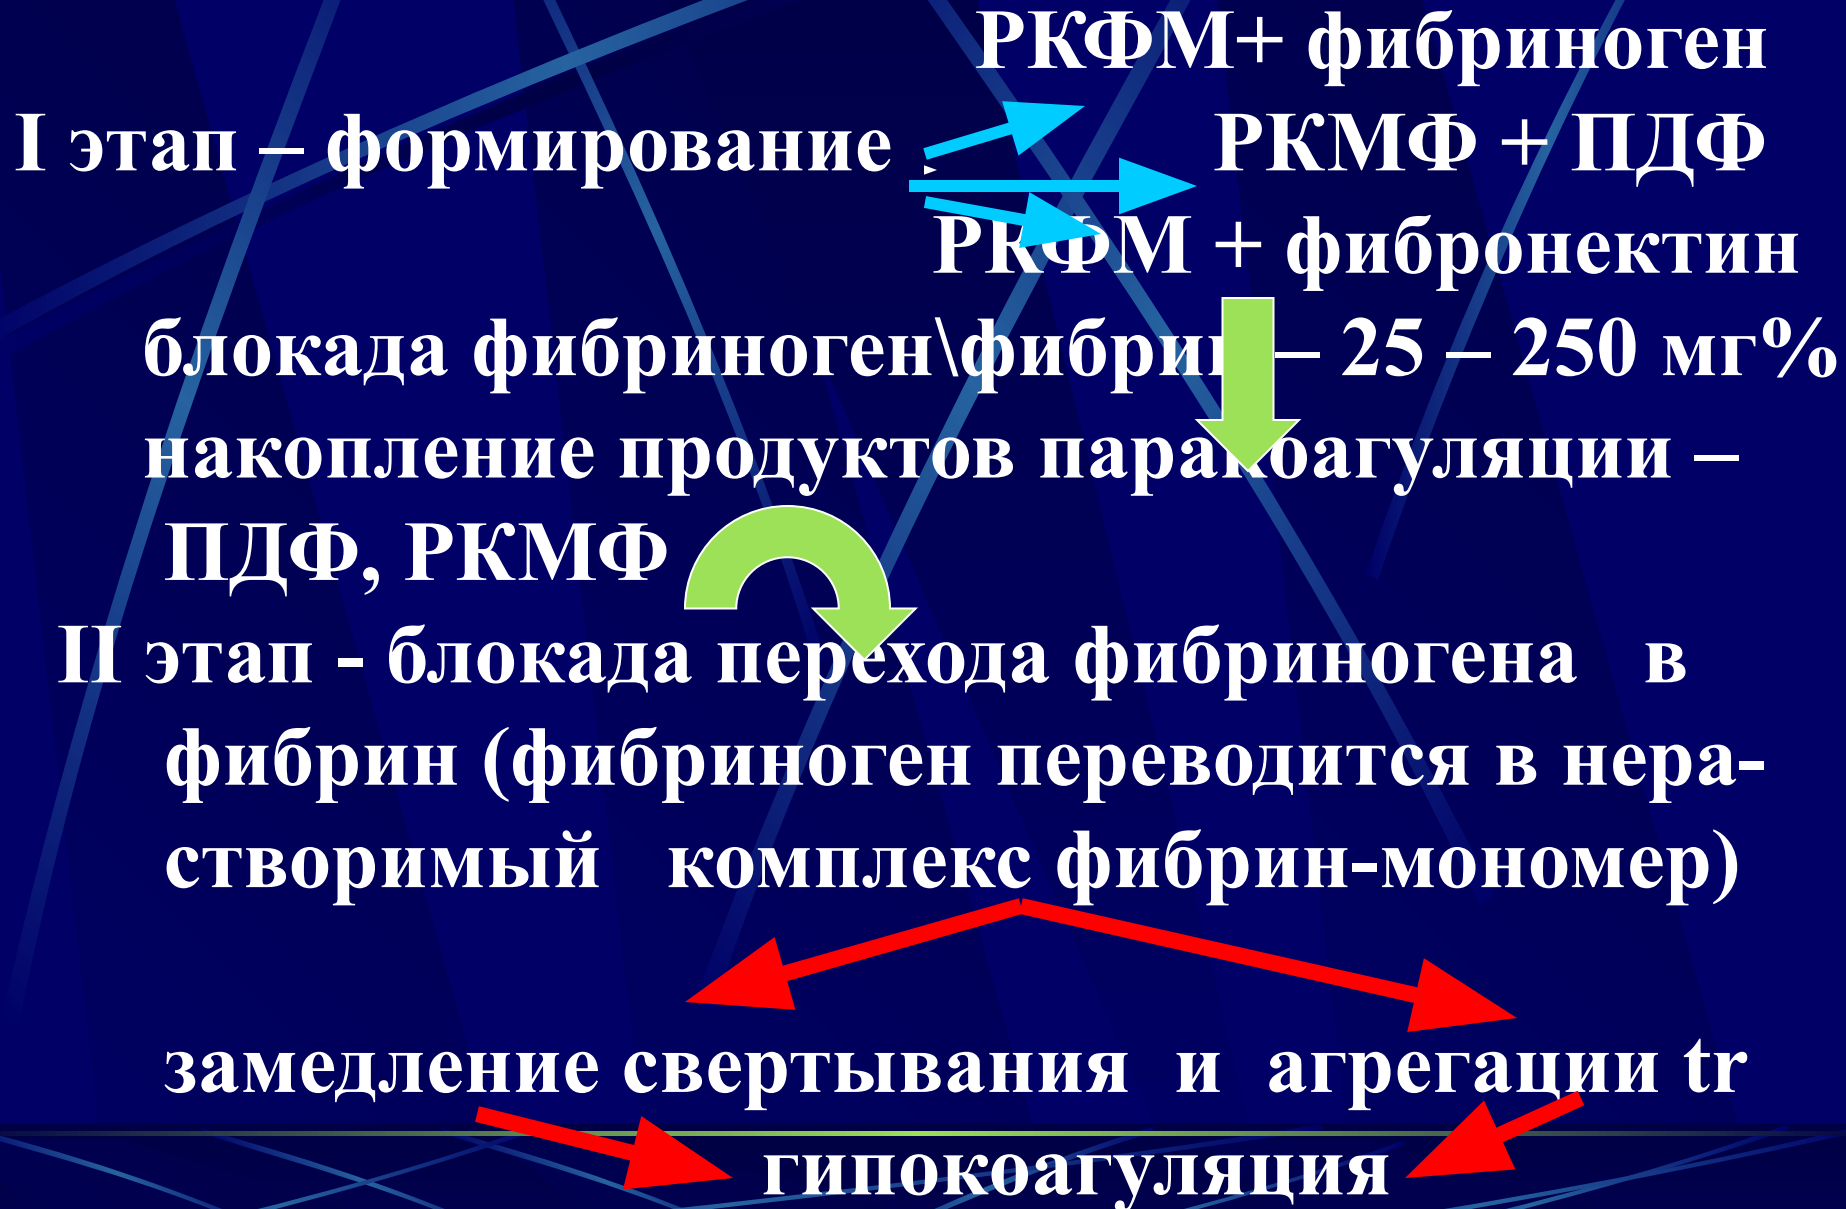 РКФМ+ фибриноген
I этап – формирование : РКМФ + ПДФ
РКФМ + фибронектин
блокада фибриноген\фибрин – 25 – 250 мг%
накопление продуктов паракоагуляции –
ПДФ, РКМФ
II этап - блокада перехода фибриногена в
фибрин (фибриноген переводится в нера-
створимый комплекс фибрин-мономер)
замедление свертывания и агрегации tr
гипокоагуляция